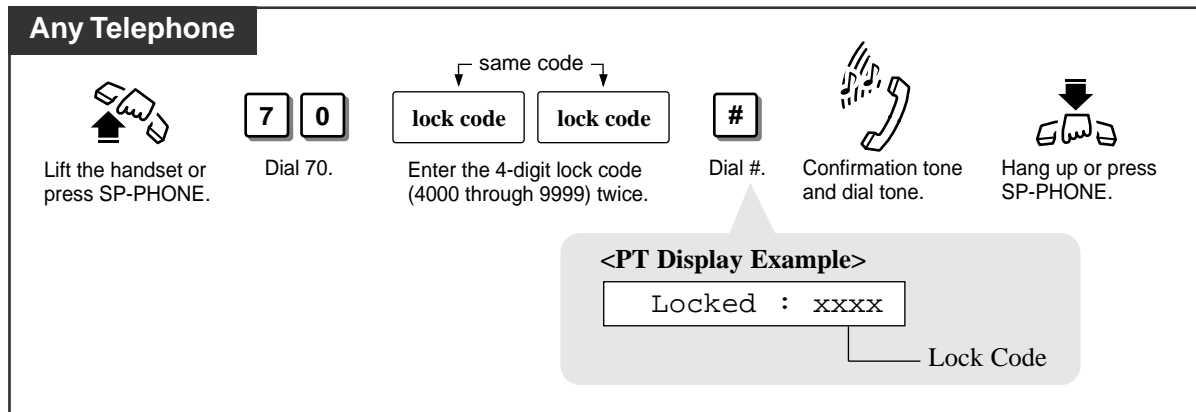 Any Telephone
same code
7 0
lock code lock code
#
Lift the handset or
press SP-PHONE.
Dial 70.
Enter the 4-digit lock code
(4000 through 9999) twice.
Dial #.
Confirmation tone
and dial tone.
Hang up or press
SP-PHONE.
<PT Display Example>
Locked : xxxx
Lock Code